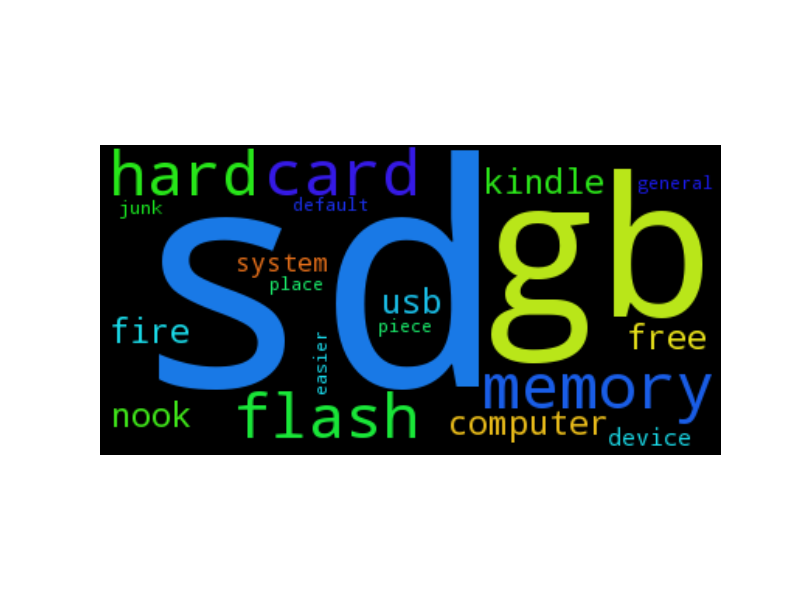 hard card kindle general
junk default
sd gb
system
place
usb
piece
fire easier free
memory
nook flash computer
device